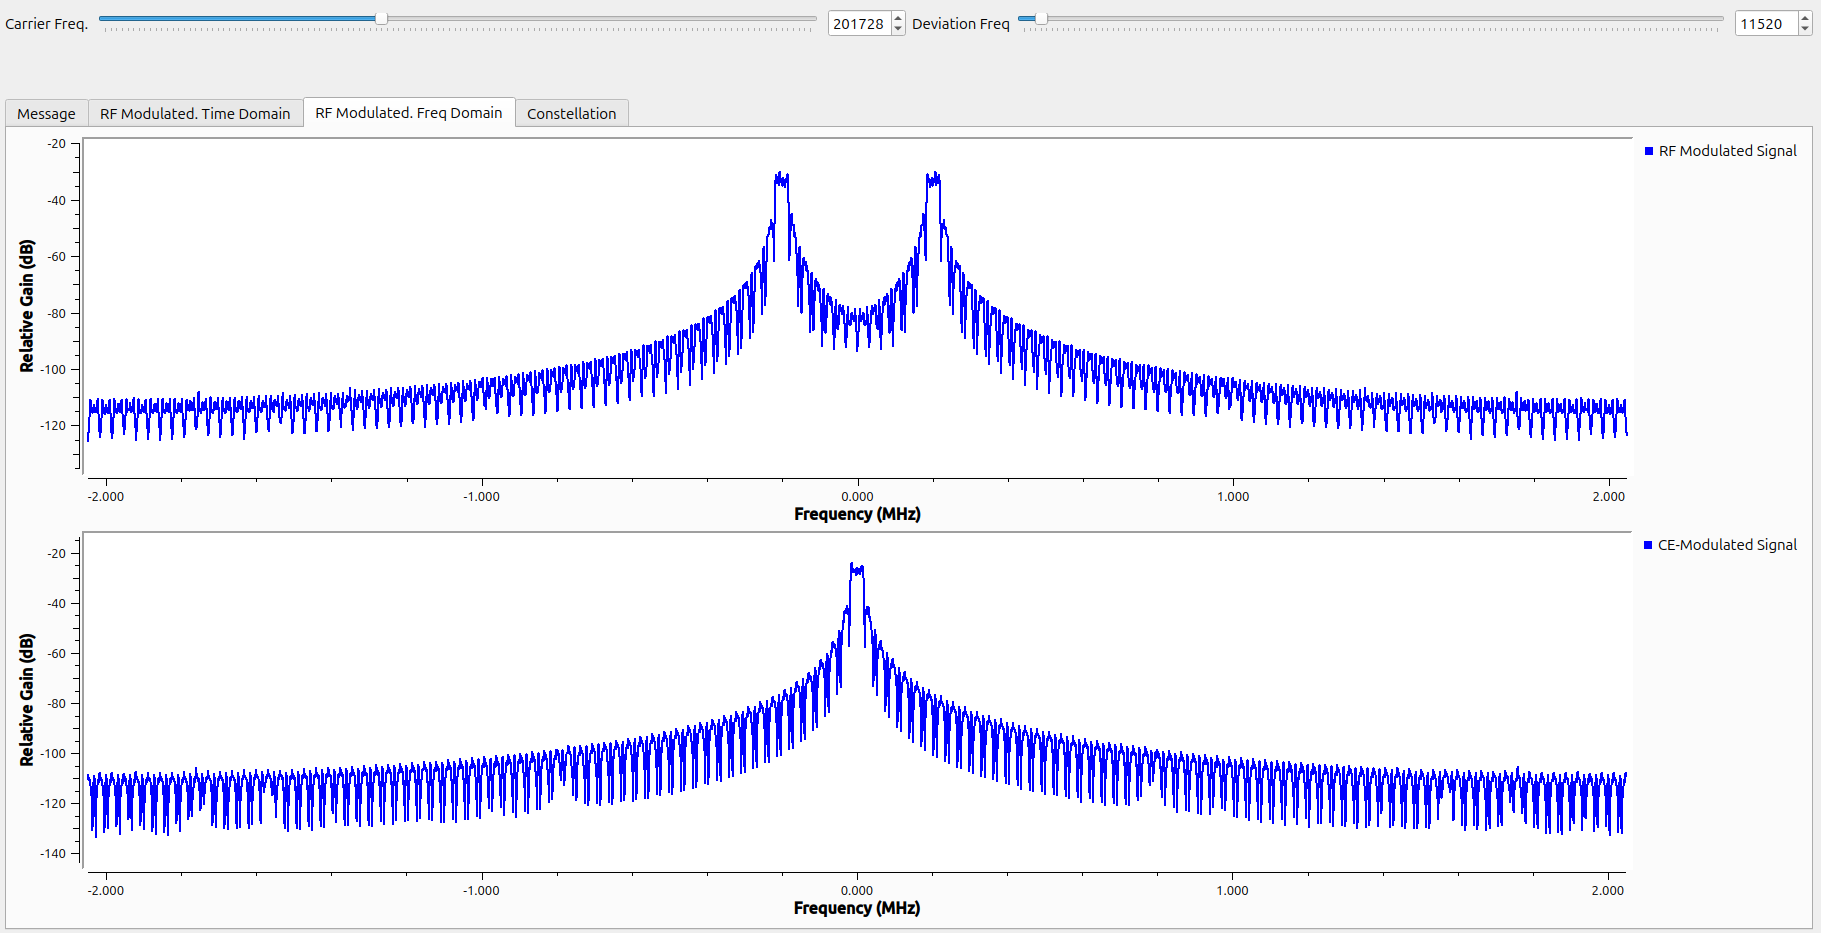 Carrier Freq. 201728 Deviation Freq 11520
Message RF Modulated. Time Domain RF Modulated. Freq Domain Constellation
RF Modulated Signal
Relative Gain (dB)
-20
-40
-60
-80
-100
-120
-2.000 -1.000 0.000 1.000 2.000
Frequency (MHz)
CE-Modulated Signal
Relative Gain (dB)
-20
-40
-60
-80
-100
-120
-140
-2.000 -1.000 0.000 1.000 2.000
Frequency (MHz)